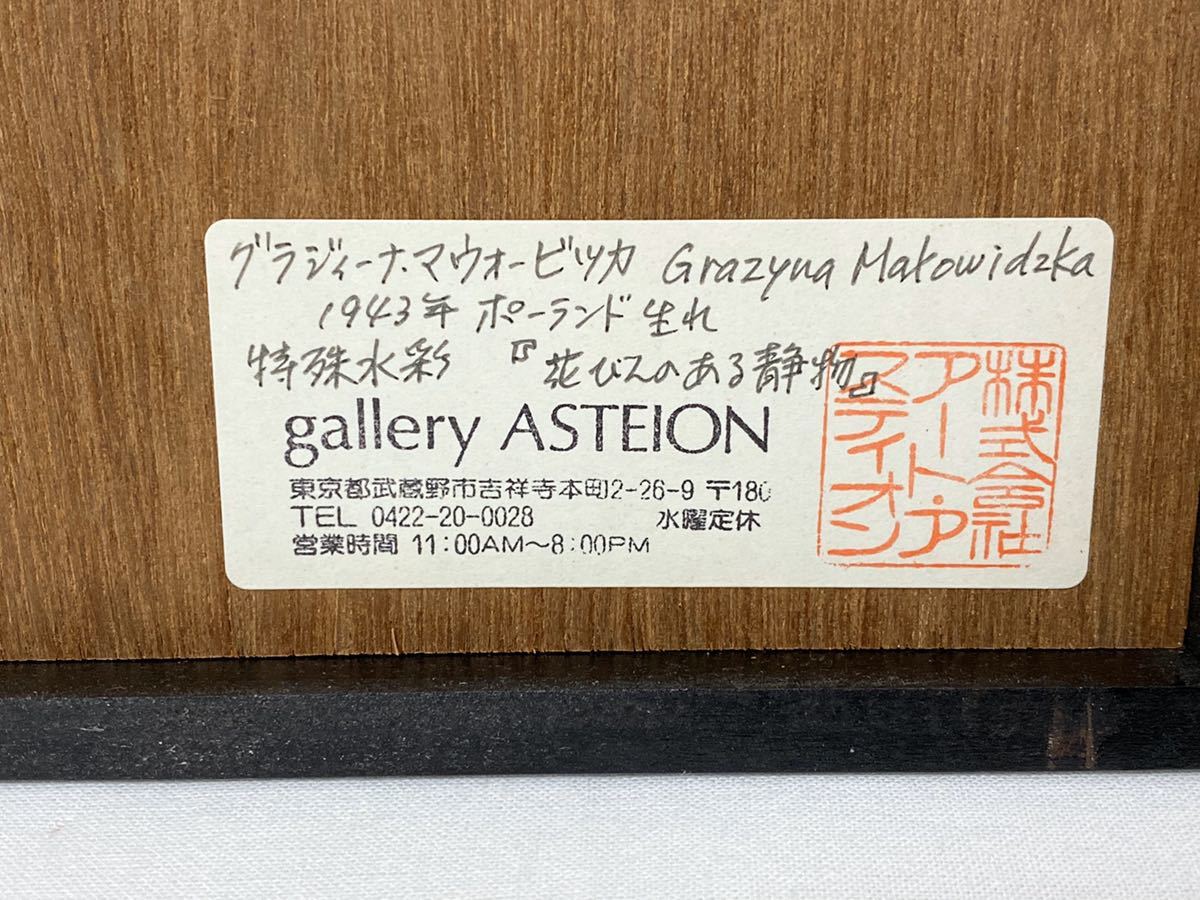 グラジィーナ・マウォービツカ Grazyna Matowidzka
1943年 ポーランド生れ
特殊水彩 『花びんのある静物』
gallery ASTEION
東京都武蔵野市吉祥寺本町2-26-9 〒180
TEL 0422-20-0028 水曜定休
営業時間 11:00AM〜8:00PM
株式会社
アート・ア
スティオン